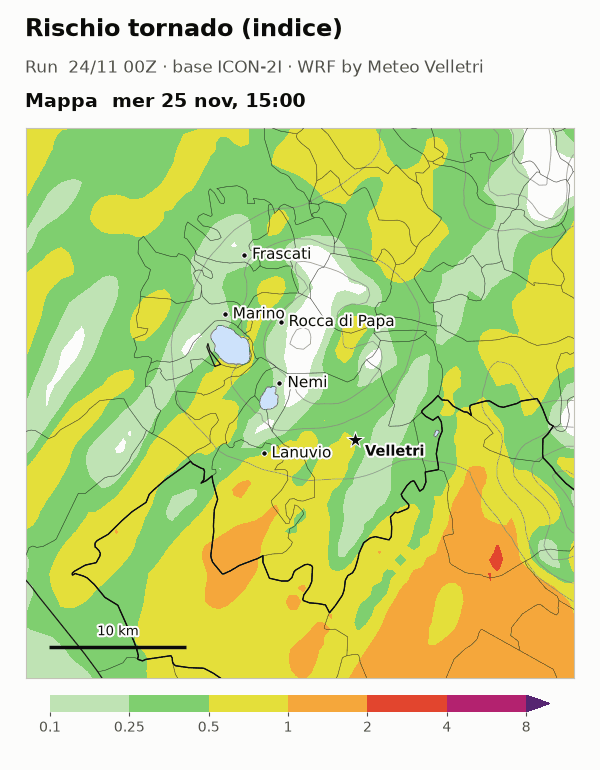 Rischio tornado (indice)
Run  24/11 00Z · base ICON-2I · WRF by Meteo Velletri
Mappa  mer 25 nov, 15:00
Frascati
Marino
Rocca di Papa
Nemi
Velletri
Lanuvio
10 km
0.1 0.25 0.5 1 2 4 8